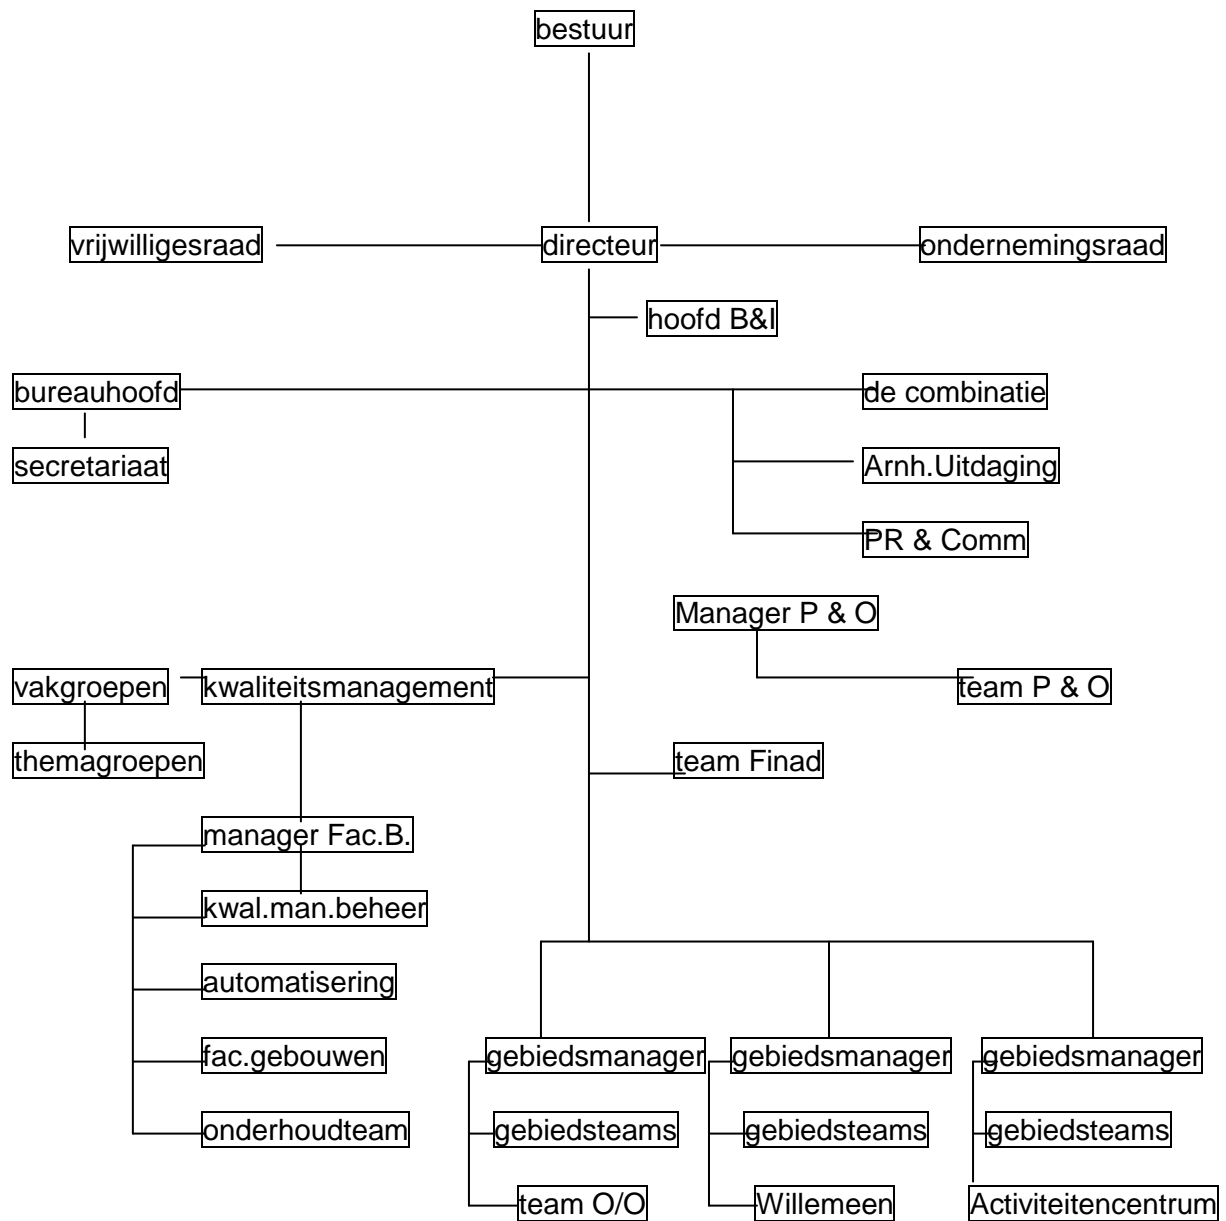 bestuur
vrijwilligesraad directeur ondernemingsraad
hoofd B&I
bureauhoofd de combinatie
secretariaat Arnh.Uitdaging
PR & Comm
Manager P & O
vakgroepen kwaliteitsmanagement team P & O
themagroepen team Finad
manager Fac.B.
kwal.man.beheer
automatisering
fac.gebouwen gebiedsmanager gebiedsmanager gebiedsmanager
onderhoudteam gebiedsteams gebiedsteams gebiedsteams
team O/O Willemeen Activiteitencentrum